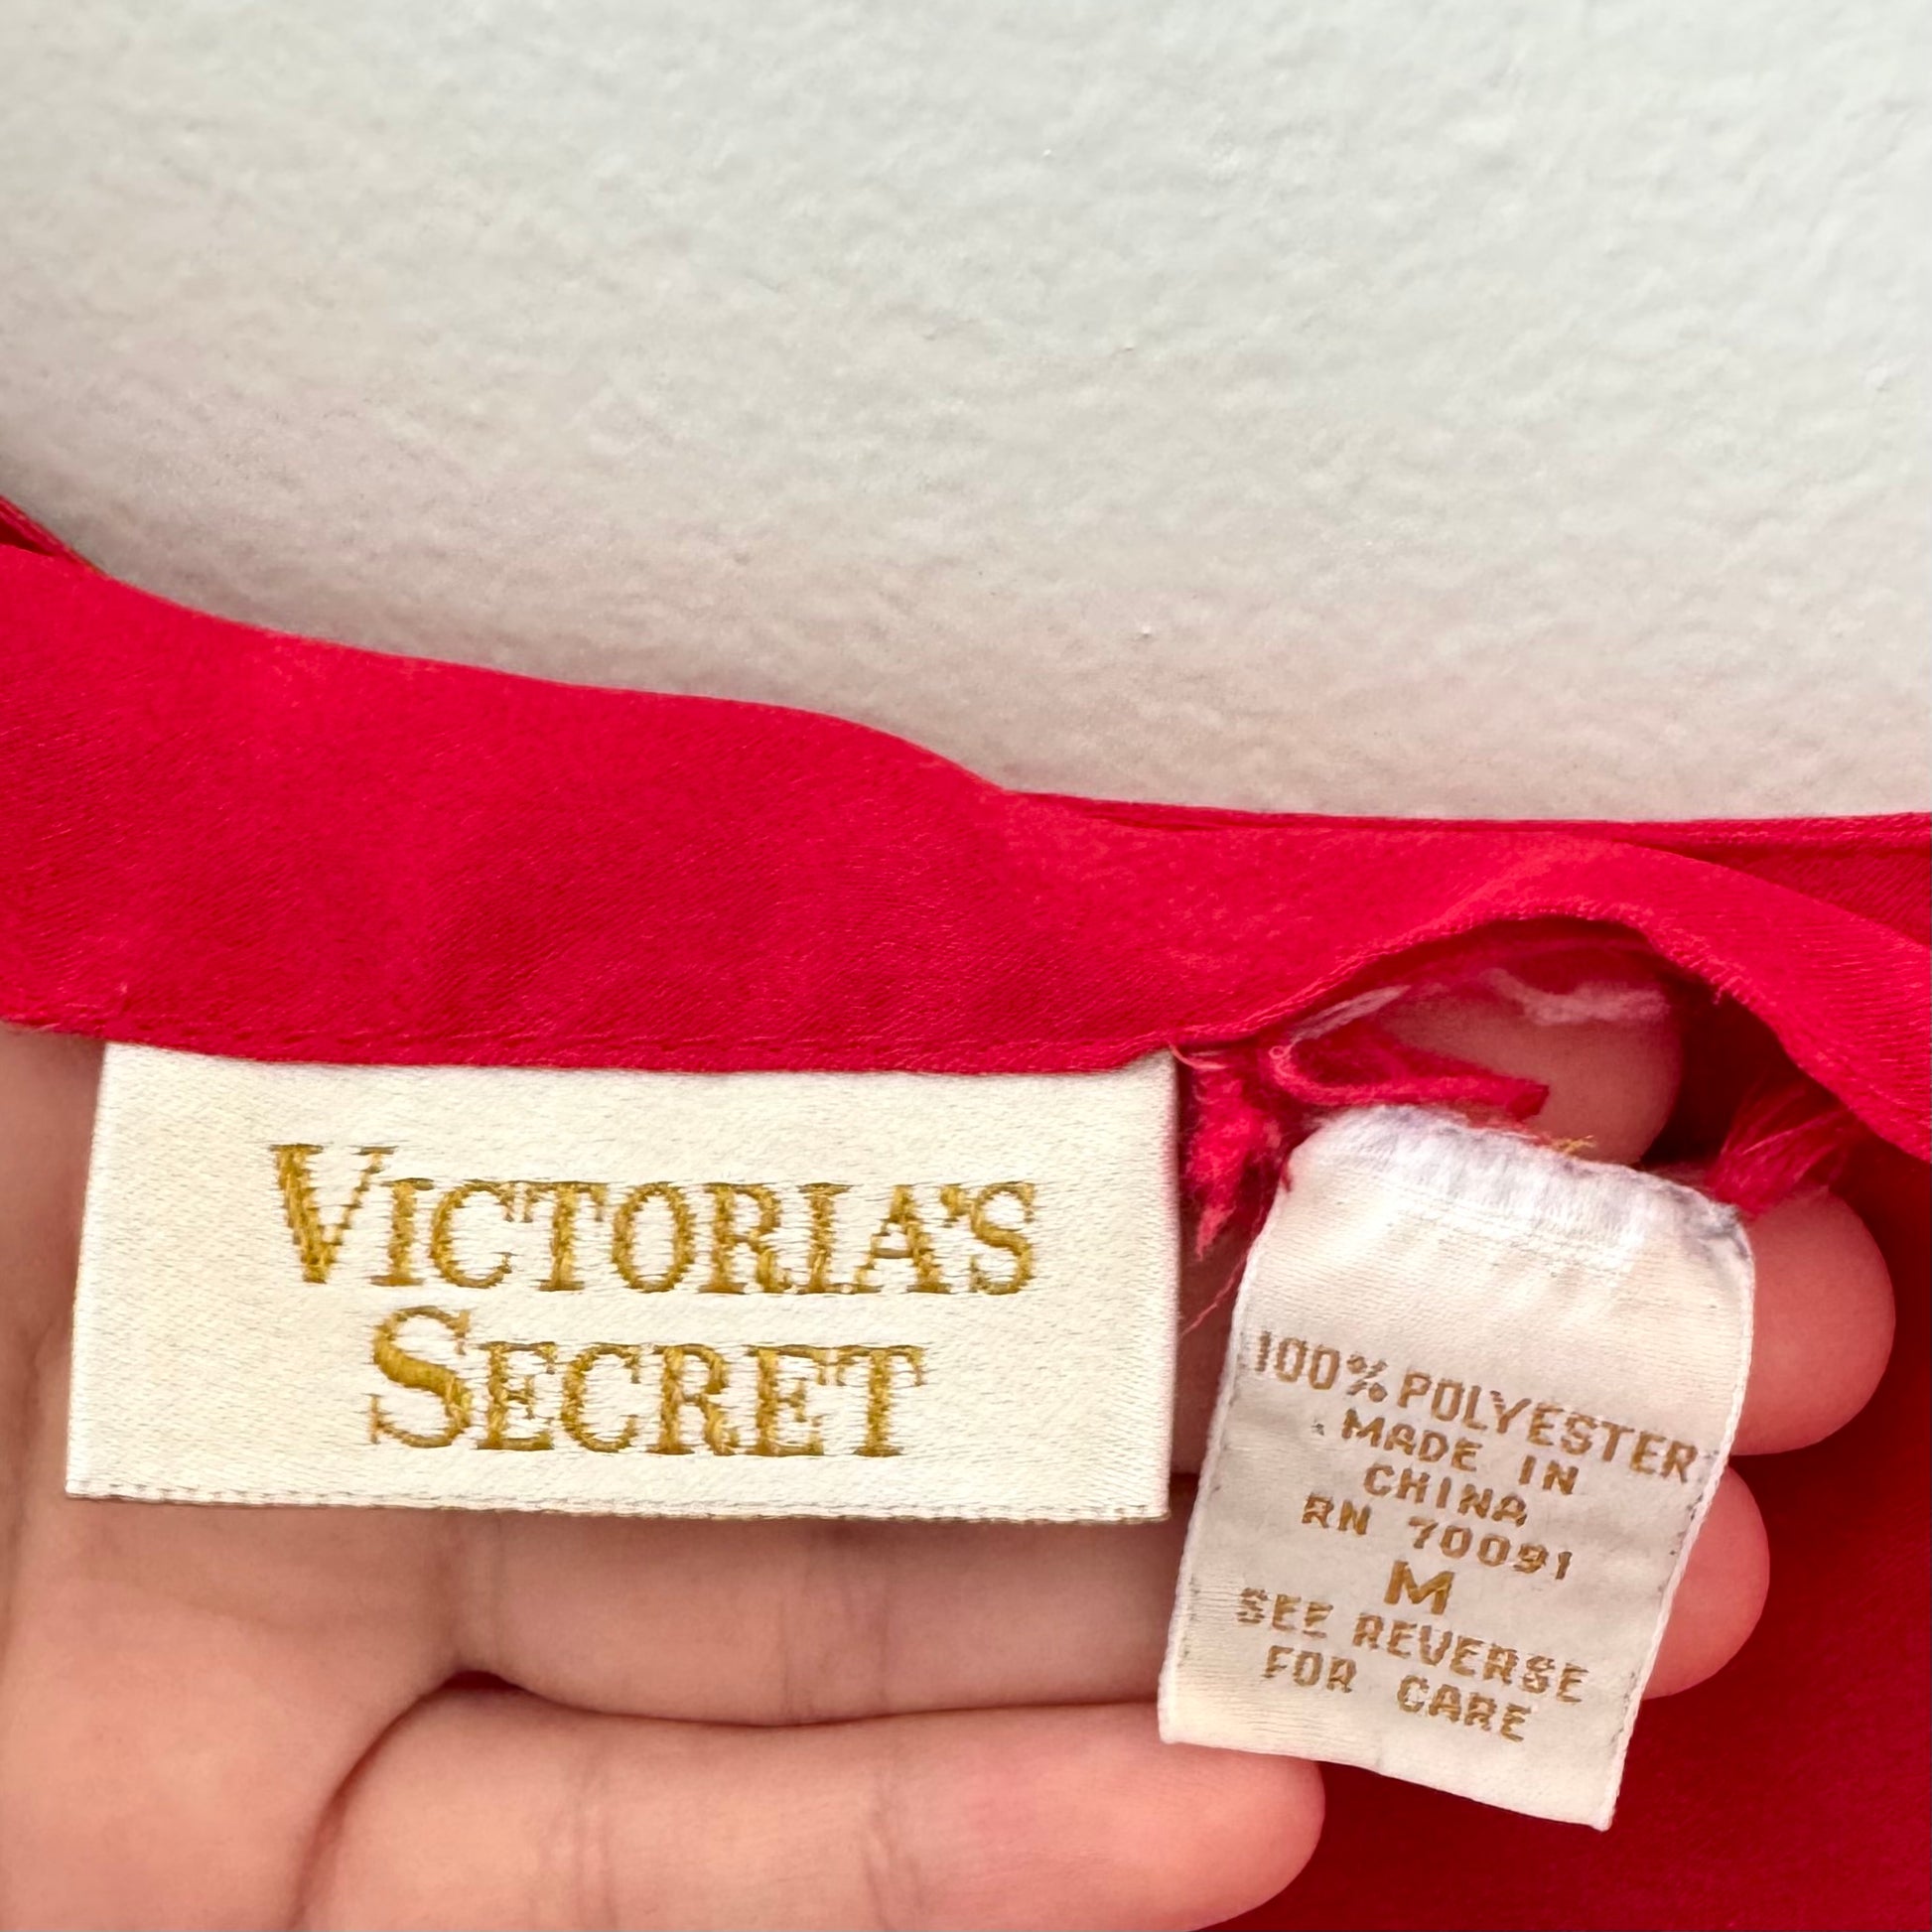 VICTORIA'S
SECRET
100% POLYESTER
MADE IN
CHINA
RN 70091
M
SEE REVERSE
FOR CARE